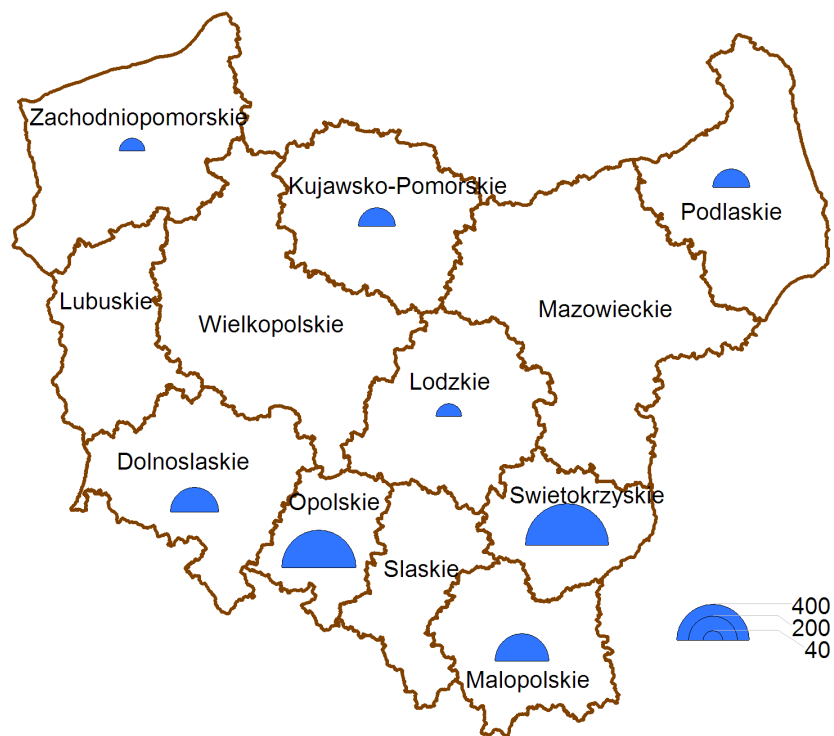 Zachodniopomorskie
Kujawsko-Pomorskie
Podlaskie
Lubuskie
Wielkopolskie
Mazowieckie
Lodzkie
Dolnoslaskie
Opolskie
Swietokrzyskie
Slaskie
Malopolskie
400
200
40